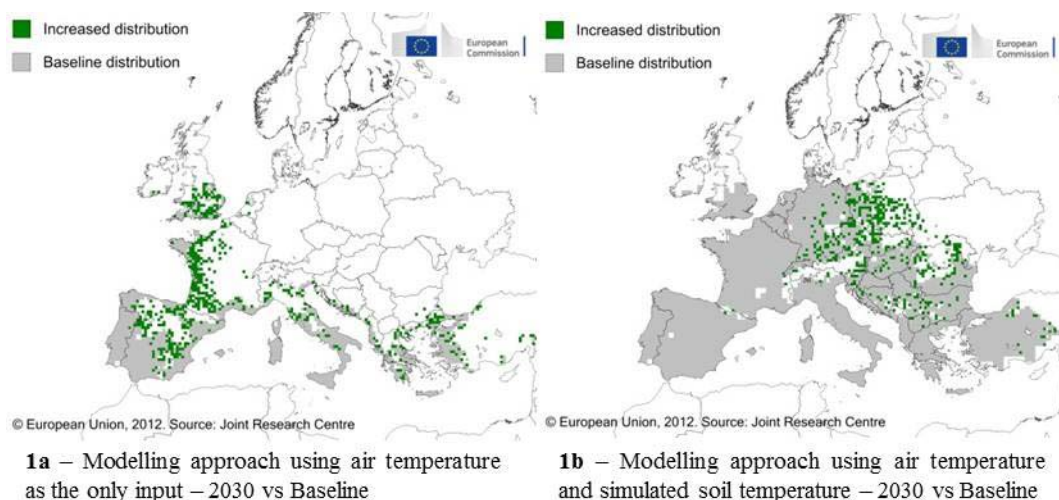 Increased distribution
Baseline distribution
European
Commission
© European Union, 2012. Source: Joint Research Centre
1a – Modelling approach using air temperature
as the only input – 2030 vs Baseline
Increased distribution
Baseline distribution
European
Commission
© European Union, 2012. Source: Joint Research Centre
1b – Modelling approach using air temperature
and simulated soil temperature – 2030 vs Baseline